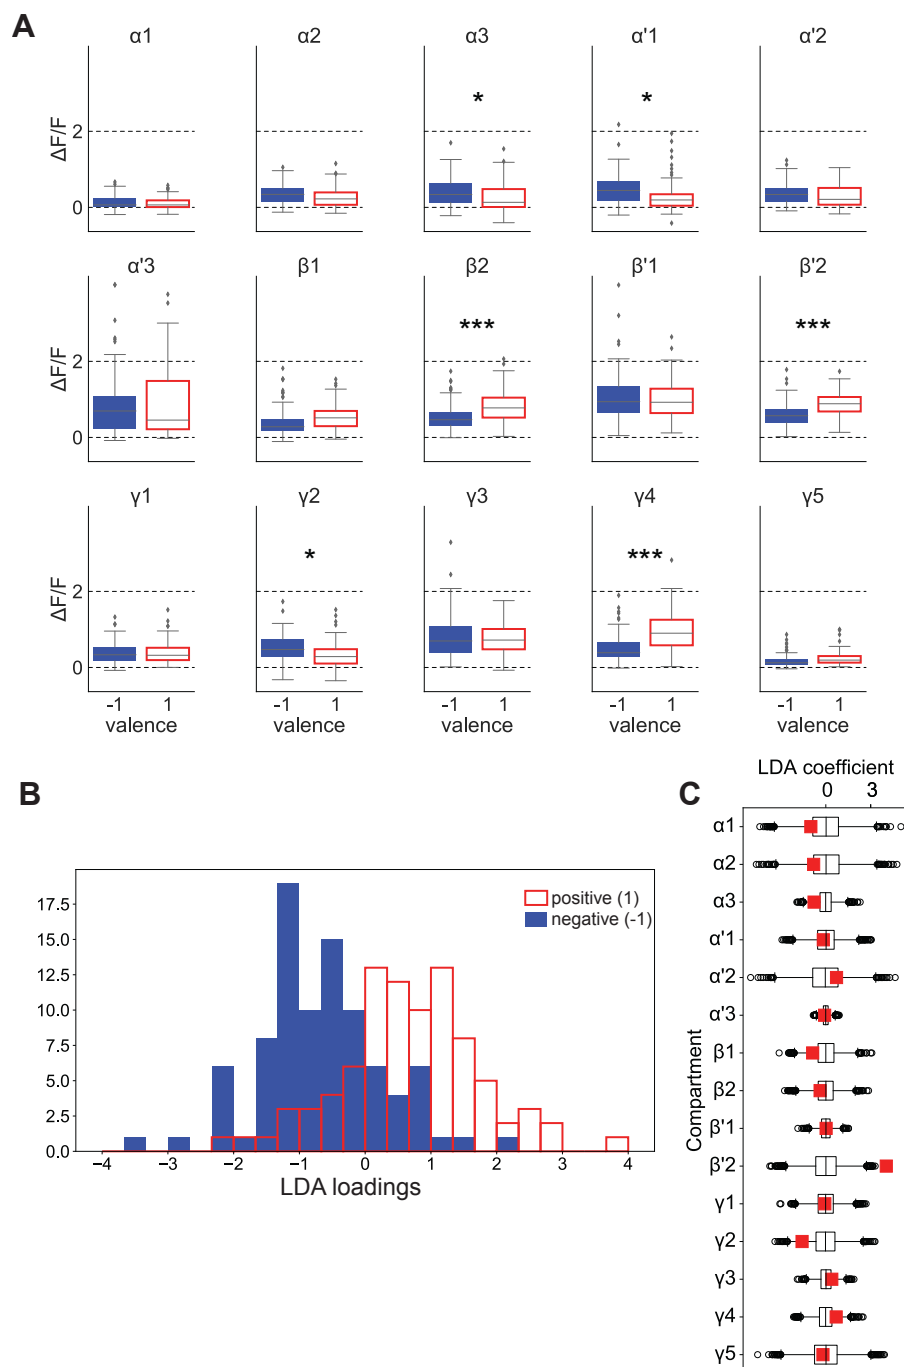 A
α1 α2 α3 α'1 α'2
* *
ΔF/F
2
0
α'3 β1 β2 β'1 β'2
*** ***
ΔF/F
2
0
γ1 γ2 γ3 γ4 γ5
* ***
ΔF/F
2
0
-1 1 -1 1 -1 1 -1 1 -1 1
valence valence valence valence valence
B
17.5
15.0
12.5
10.0
7.5
5.0
2.5
0.0
positive (1)
negative (-1)
−4 −3 −2 −1 0 1 2 3 4
LDA loadings
C
LDA coefficient
0 3
Compartment
α1
α2
α3
α'1
α'2
α'3
β1
β2
β'1
β'2
γ1
γ2
γ3
γ4
γ5